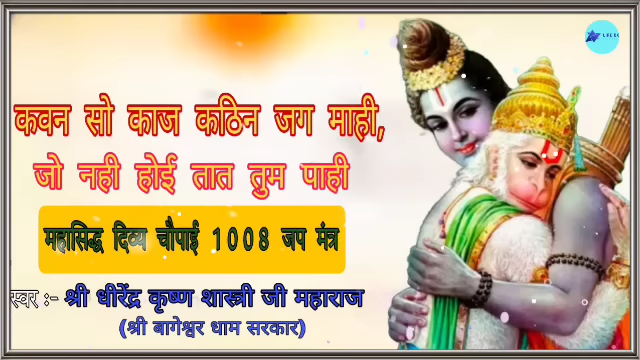 कवन सो काज कठिन जग माही,
जो नही होई तात तुम पाही
महासिद्ध दिव्य चौपाई 1008 जप मंत्र
स्वर :- श्री धीरेंद्र कृष्ण शास्त्री जी महाराज
(श्री बागेश्वर धाम सरकार)